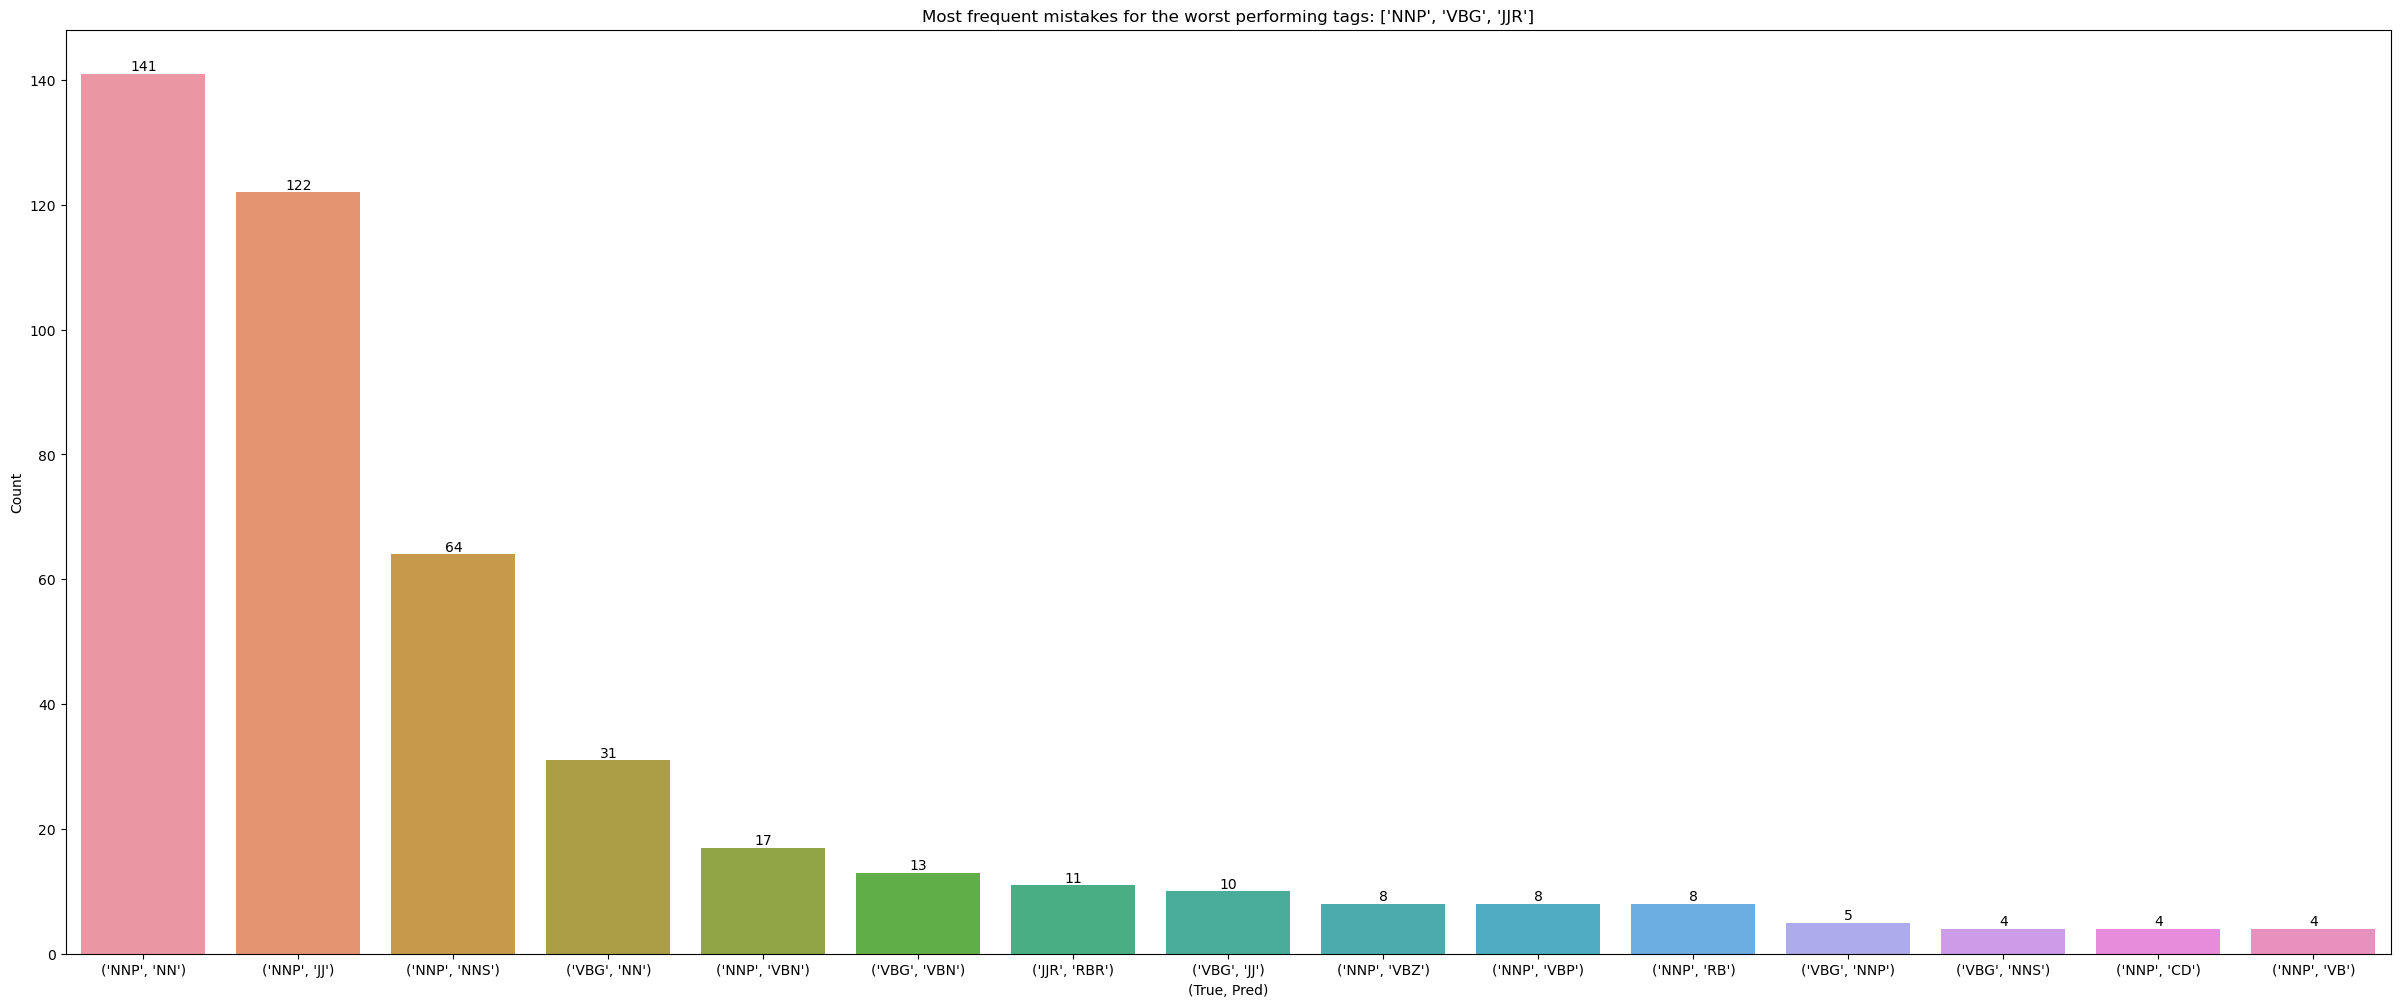 Most frequent mistakes for the worst performing tags: ['NNP', 'VBG', 'JJR']
141
122
64
31
17
13
11
10
8
8
8
5
4
4
4
140
120
100
80
60
40
20
0
Count
('NNP', 'NN')
('NNP', 'JJ')
('NNP', 'NNS')
('VBG', 'NN')
('NNP', 'VBN')
('VBG', 'VBN')
('JJR', 'RBR')
('VBG', 'JJ')
('NNP', 'VBZ')
('NNP', 'VBP')
('NNP', 'RB')
('VBG', 'NNP')
('VBG', 'NNS')
('NNP', 'CD')
('NNP', 'VB')
(True, Pred)